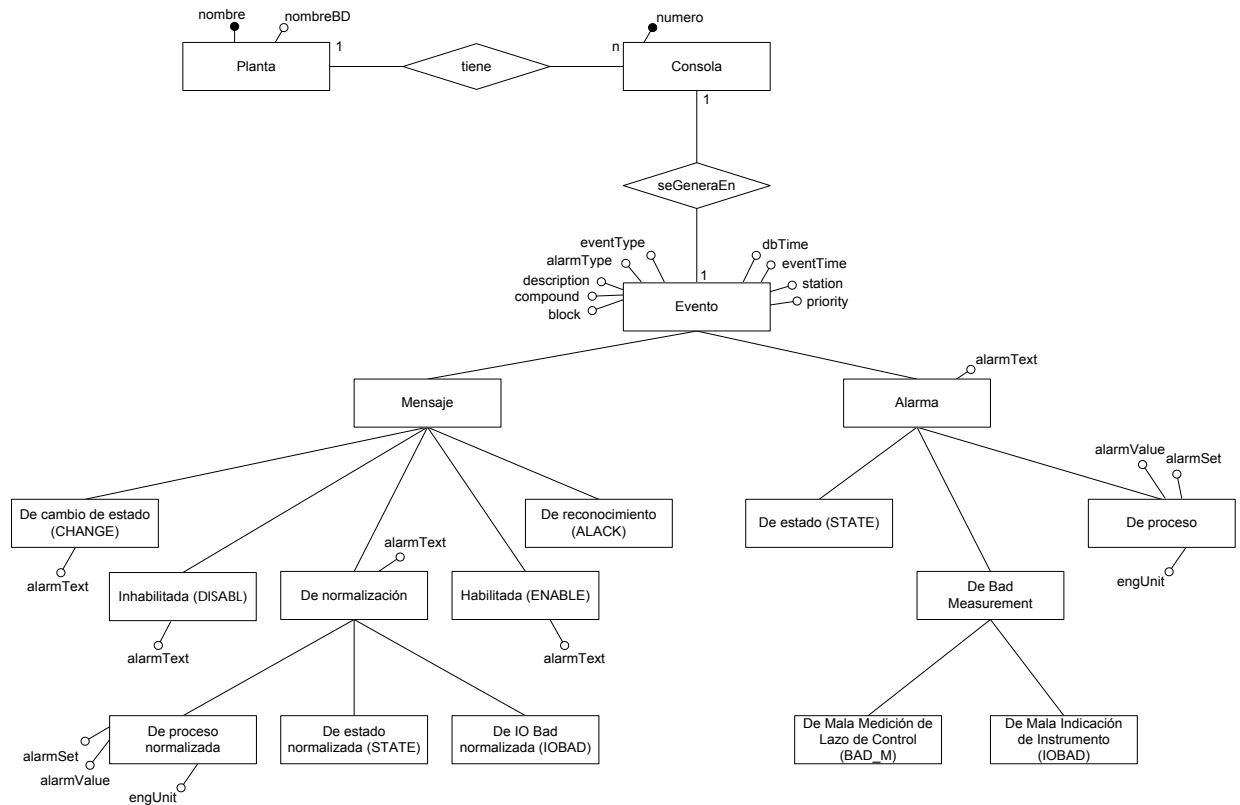 nombre
nombreBD
numero
Planta
1
tiene
n
Consola
1
seGeneraEn
eventType
alarmType
description
compound
block
dbTime
eventTime
station
priority
1
Evento
alarmText
Mensaje
Alarma
alarmValue
alarmSet
De cambio de estado
(CHANGE)
De reconocimiento
(ALACK)
De estado (STATE)
De proceso
alarmText
alarmText
engUnit
Inhabilitada (DISABL)
De normalización
Habilitada (ENABLE)
De Bad
Measurement
alarmText
alarmText
De proceso
normalizada
De estado
normalizada (STATE)
De IO Bad
normalizada (IOBAD)
De Mala Medición de
Lazo de Control
(BAD_M)
De Mala Indicación
de Instrumento
(IOBAD)
alarmSet
alarmValue
engUnit